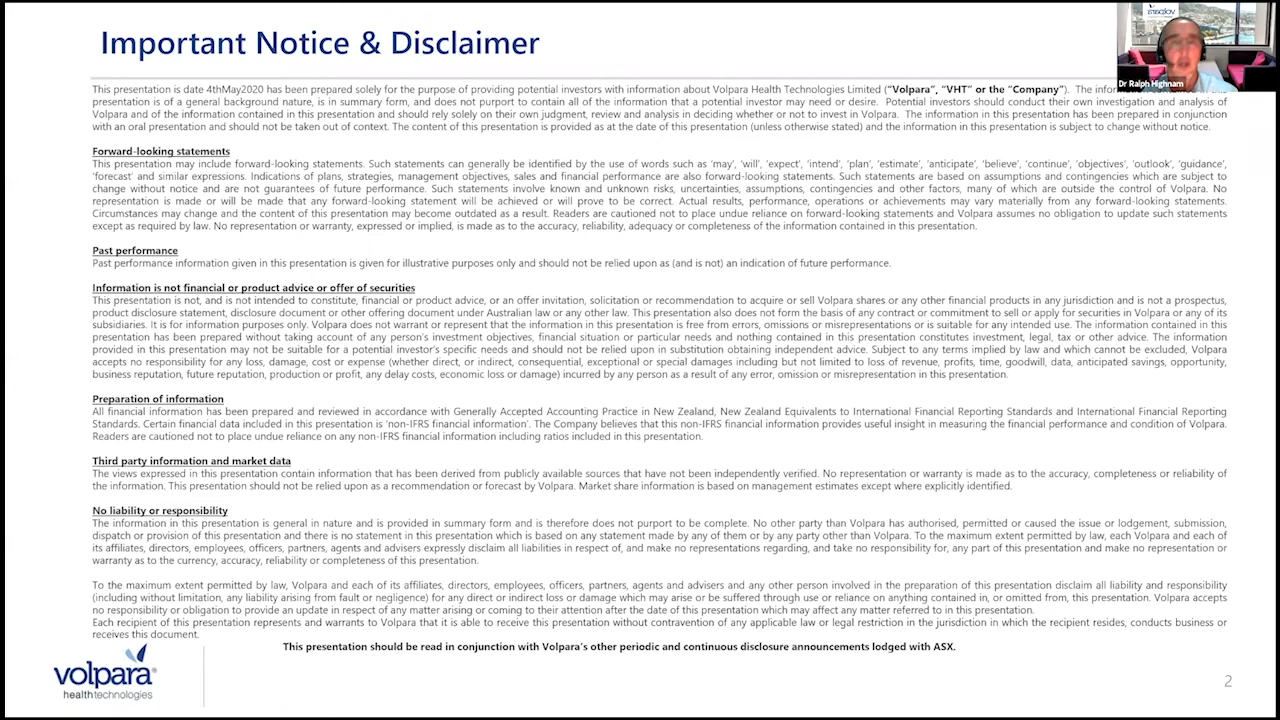 Important Notice & Disclaimer
Dr Ralph Highnam
This presentation is date 4thMay2020 has been prepared solely for the purpose of providing potential investors with information about Volpara Health Technologies Limited (“Volpara”, “VHT” or the “Company”). The
presentation is of a general background nature, is in summary form, and does not purport to contain all of the information that a potential investor may need or desire. Potential investors should conduct their own investigation and analysis of
Volpara and of the information contained in this presentation and should rely solely on their own judgment, review and analysis in deciding whether or not to invest in Volpara. The information in this presentation has been prepared in conjunction
with an oral presentation and should not be taken out of context. The content of this presentation is provided as at the date of this presentation (unless otherwise stated) and the information in this presentation is subject to change without notice.
Forward-looking statements
This presentation may include forward-looking statements. Such statements can generally be identified by the use of words such as ‘may’, ‘will’, ‘expect’, ‘intend’, ‘plan’, ‘estimate’, ‘anticipate’, ‘believe’, ‘continue’, ‘objectives’, ‘outlook’, ‘guidance’,
‘forecast’ and similar expressions. Indications of plans, strategies, management objectives, sales and financial performance are also forward-looking statements. Such statements are based on assumptions and contingencies which are subject to
change without notice and are not guarantees of future performance. Such statements involve known and unknown risks, uncertainties, assumptions, contingencies and other factors, many of which are outside the control of Volpara. No
representation is made or will be made that any forward-looking statement will be achieved or will prove to be correct. Actual results, performance, operations or achievements may vary materially from any forward-looking statements.
Circumstances may change and the content of this presentation may become outdated as a result. Readers are cautioned not to place undue reliance on forward-looking statements and Volpara assumes no obligation to update such statements
except as required by law. No representation or warranty, expressed or implied, is made as to the accuracy, reliability, adequacy or completeness of the information contained in this presentation.
Past performance
Past performance information given in this presentation is given for illustrative purposes only and should not be relied upon as (and is not) an indication of future performance.
Information is not financial or product advice or offer of securities
This presentation is not, and is not intended to constitute, financial or product advice, or an offer invitation, solicitation or recommendation to acquire or sell Volpara shares or any other financial products in any jurisdiction and is not a prospectus,
product disclosure statement, disclosure document or other offering document under Australian law or any other law. This presentation also does not form the basis of any contract or commitment to sell or apply for securities in Volpara or any of its
subsidiaries. It is for information purposes only. Volpara does not warrant or represent that the information in this presentation is free from errors, omissions or misrepresentations or is suitable for any intended use. The information contained in this
presentation has been prepared without taking account of any person’s investment objectives, financial situation or particular needs and nothing contained in this presentation constitutes investment, legal, tax or other advice. The information
provided in this presentation may not be suitable for a potential investor’s specific needs and should not be relied upon in substitution obtaining independent advice. Subject to any terms implied by law and which cannot be excluded, Volpara
accepts no responsibility for any loss, damage, cost or expense (whether direct, or indirect, consequential, exceptional or special damages including but not limited to loss of revenue, profits, time, goodwill, data, anticipated savings, opportunity,
business reputation, future reputation, production or profit, any delay costs, economic loss or damage) incurred by any person as a result of any error, omission or misrepresentation in this presentation.
Preparation of information
All financial information has been prepared and reviewed in accordance with Generally Accepted Accounting Practice in New Zealand, New Zealand Equivalents to International Financial Reporting Standards and International Financial Reporting
Standards. Certain financial data included in this presentation is ‘non-IFRS financial information’. The Company believes that this non-IFRS financial information provides useful insight in measuring the financial performance and condition of Volpara.
Readers are cautioned not to place undue reliance on any non-IFRS financial information including ratios included in this presentation.
Third party information and market data
The views expressed in this presentation contain information that has been derived from publicly available sources that have not been independently verified. No representation or warranty is made as to the accuracy, completeness or reliability of
the information. This presentation should not be relied upon as a recommendation or forecast by Volpara. Market share information is based on management estimates except where explicitly identified.
No liability or responsibility
The information in this presentation is general in nature and is provided in summary form and is therefore does not purport to be complete. No other party than Volpara has authorised, permitted or caused the issue or lodgement, submission,
dispatch or provision of this presentation and there is no statement in this presentation which is based on any statement made by any of them or by any party other than Volpara. To the maximum extent permitted by law, each Volpara and each of
its affiliates, directors, employees, officers, partners, agents and advisers expressly disclaim all liabilities in respect of, and make no representations regarding, and take no responsibility for, any part of this presentation and make no representation or
warranty as to the currency, accuracy, reliability or completeness of this presentation.
To the maximum extent permitted by law, Volpara and each of its affiliates, directors, employees, officers, partners, agents and advisers and any other person involved in the preparation of this presentation disclaim all liability and responsibility
(including without limitation, any liability arising from fault or negligence) for any direct or indirect loss or damage which may arise or be suffered through use or reliance on anything contained in, or omitted from, this presentation. Volpara accepts
no responsibility or obligation to provide an update in respect of any matter arising or coming to their attention after the date of this presentation which may affect any matter referred to in this presentation.
Each recipient of this presentation represents and warrants to Volpara that it is able to receive this presentation without contravention of any applicable law or legal restriction in the jurisdiction in which the recipient resides, conducts business or
receives this document.
This presentation should be read in conjunction with Volpara’s other periodic and continuous disclosure announcements lodged with ASX.
volpara
healthtechnologies
2